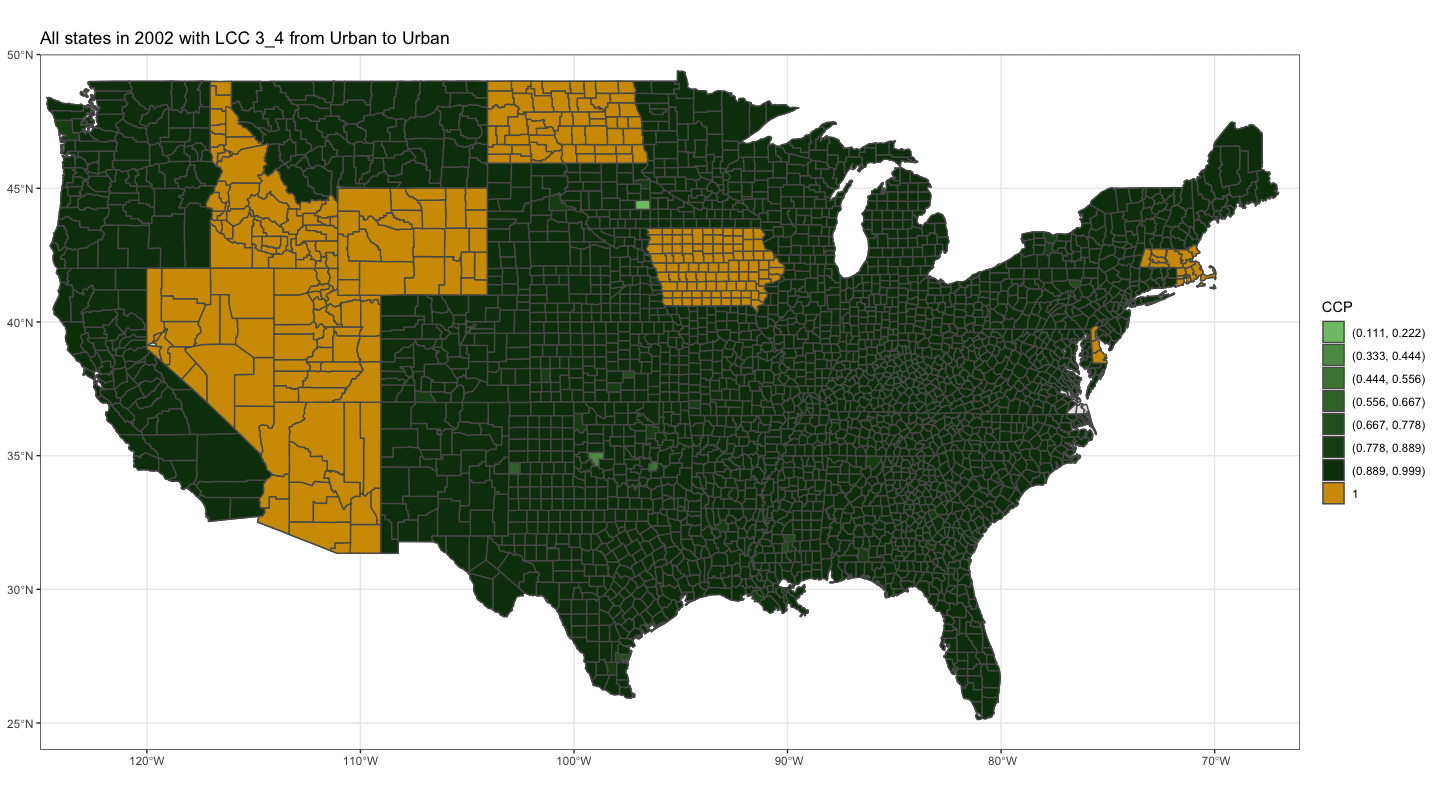 All states in 2002 with LCC 3_4 from Urban to Urban
50°N
45°N
40°N
35°N
30°N
25°N
120°W
110°W
100°W
90°W
80°W
70°W
CCP
(0.111, 0.222)
(0.333, 0.444)
(0.444, 0.556)
(0.556, 0.667)
(0.667, 0.778)
(0.778, 0.889)
(0.889, 0.999)
1